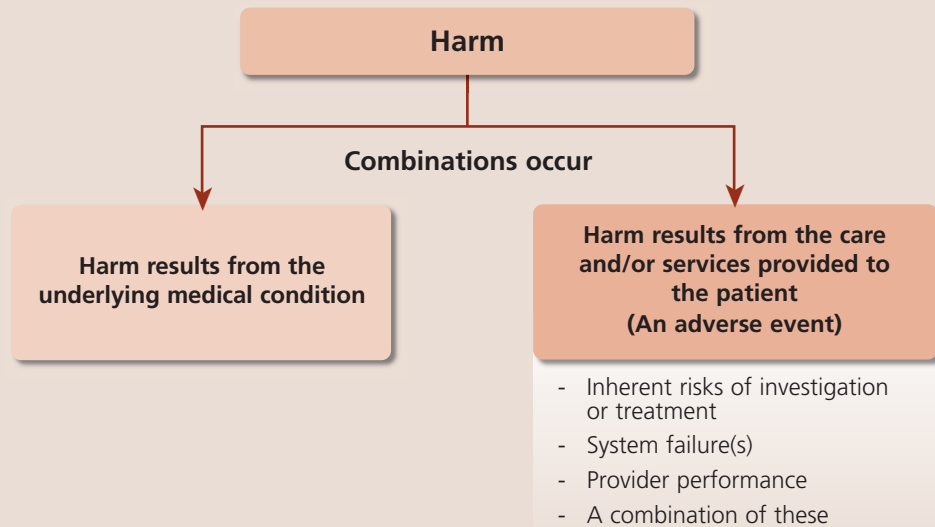 Harm
Combinations occur
Harm results from the
underlying medical condition
Harm results from the care
and/or services provided to
the patient
(An adverse event)
- Inherent risks of investigation
or treatment
- System failure(s)
- Provider performance
- A combination of these